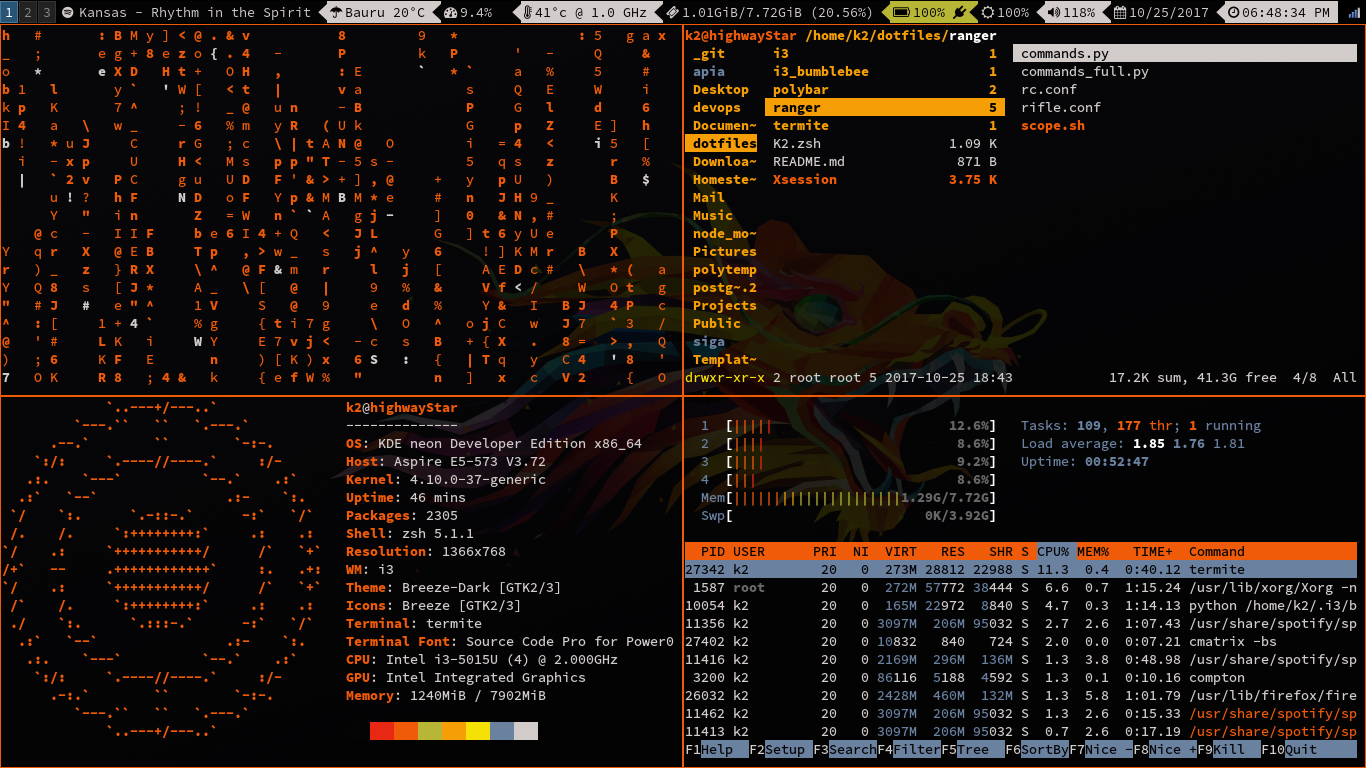 1 2 3 Kansas - Rhythm in the Spirit Bauru 20°C 9.4% 41°c @ 1.0 GHz 1.01GiB/7.72GiB (20.56%) 100% 100% 118% 10/25/2017 06:48:34 PM
k2@highwayStar /home/k2/dotfiles/ranger
_git i3 1 commands.py
apia i3_bumblebee 1 commands_full.py
Desktop polybar 2 rc.conf
devops ranger 5 rifle.conf
Documen~ termite 1 scope.sh
dotfiles K2.zsh 1.09 K
Downloa~ README.md 871 B
Homeste~ Xsession 3.75 K
Mail
Music
node_mo~
Pictures
polytemp
postg~.2
Projects
Public
siga
Templat~
drwxr-xr-x 2 root root 5 2017-10-25 18:43 17.2K sum, 41.3G free 4/8 All
k2@highwayStar
--------------
OS: KDE neon Developer Edition x86_64
Host: Aspire E5-573 V3.72
Kernel: 4.10.0-37-generic
Uptime: 46 mins
Packages: 2305
Shell: zsh 5.1.1
Resolution: 1366x768
WM: i3
Theme: Breeze-Dark [GTK2/3]
Icons: Breeze [GTK2/3]
Terminal: termite
Terminal Font: Source Code Pro for Power0
CPU: Intel i3-5015U (4) @ 2.000GHz
GPU: Intel Integrated Graphics
Memory: 1240MiB / 7902MiB
1 [||||| 12.6%] Tasks: 109, 177 thr; 1 running
2 [|||| 8.6%] Load average: 1.85 1.76 1.81
3 [|||| 9.2%] Uptime: 00:52:47
4 [|||| 8.6%]
Mem[|||||||||||||||||||||1.29G/7.72G]
Swp[ 0K/3.92G]
PID USER PRI NI VIRT RES SHR S CPU% MEM% TIME+ Command
27342 k2 20 0 273M 28812 22988 S 11.3 0.4 0:40.12 termite
1587 root 20 0 272M 57772 38444 S 6.6 0.7 1:15.24 /usr/lib/xorg/Xorg -n
10054 k2 20 0 165M 22972 8840 S 4.7 0.3 1:14.13 python /home/k2/.i3/b
11356 k2 20 0 3097M 206M 95032 S 2.7 2.6 1:07.43 /usr/share/spotify/sp
27402 k2 20 0 10832 840 724 S 2.0 0.0 0:07.21 cmatrix -bs
11416 k2 20 0 2169M 296M 136M S 1.3 3.8 0:48.98 /usr/share/spotify/sp
3200 k2 20 0 86116 5188 4592 S 1.3 0.1 0:10.16 compton
26032 k2 20 0 2428M 460M 132M S 1.3 5.8 1:01.79 /usr/lib/firefox/fire
11462 k2 20 0 3097M 206M 95032 S 1.3 2.6 0:15.33 /usr/share/spotify/sp
11413 k2 20 0 3097M 206M 95032 S 0.7 2.6 0:17.19 /usr/share/spotify/sp
F1Help F2Setup F3SearchF4FilterF5Tree F6SortByF7Nice -F8Nice +F9Kill F10Quit